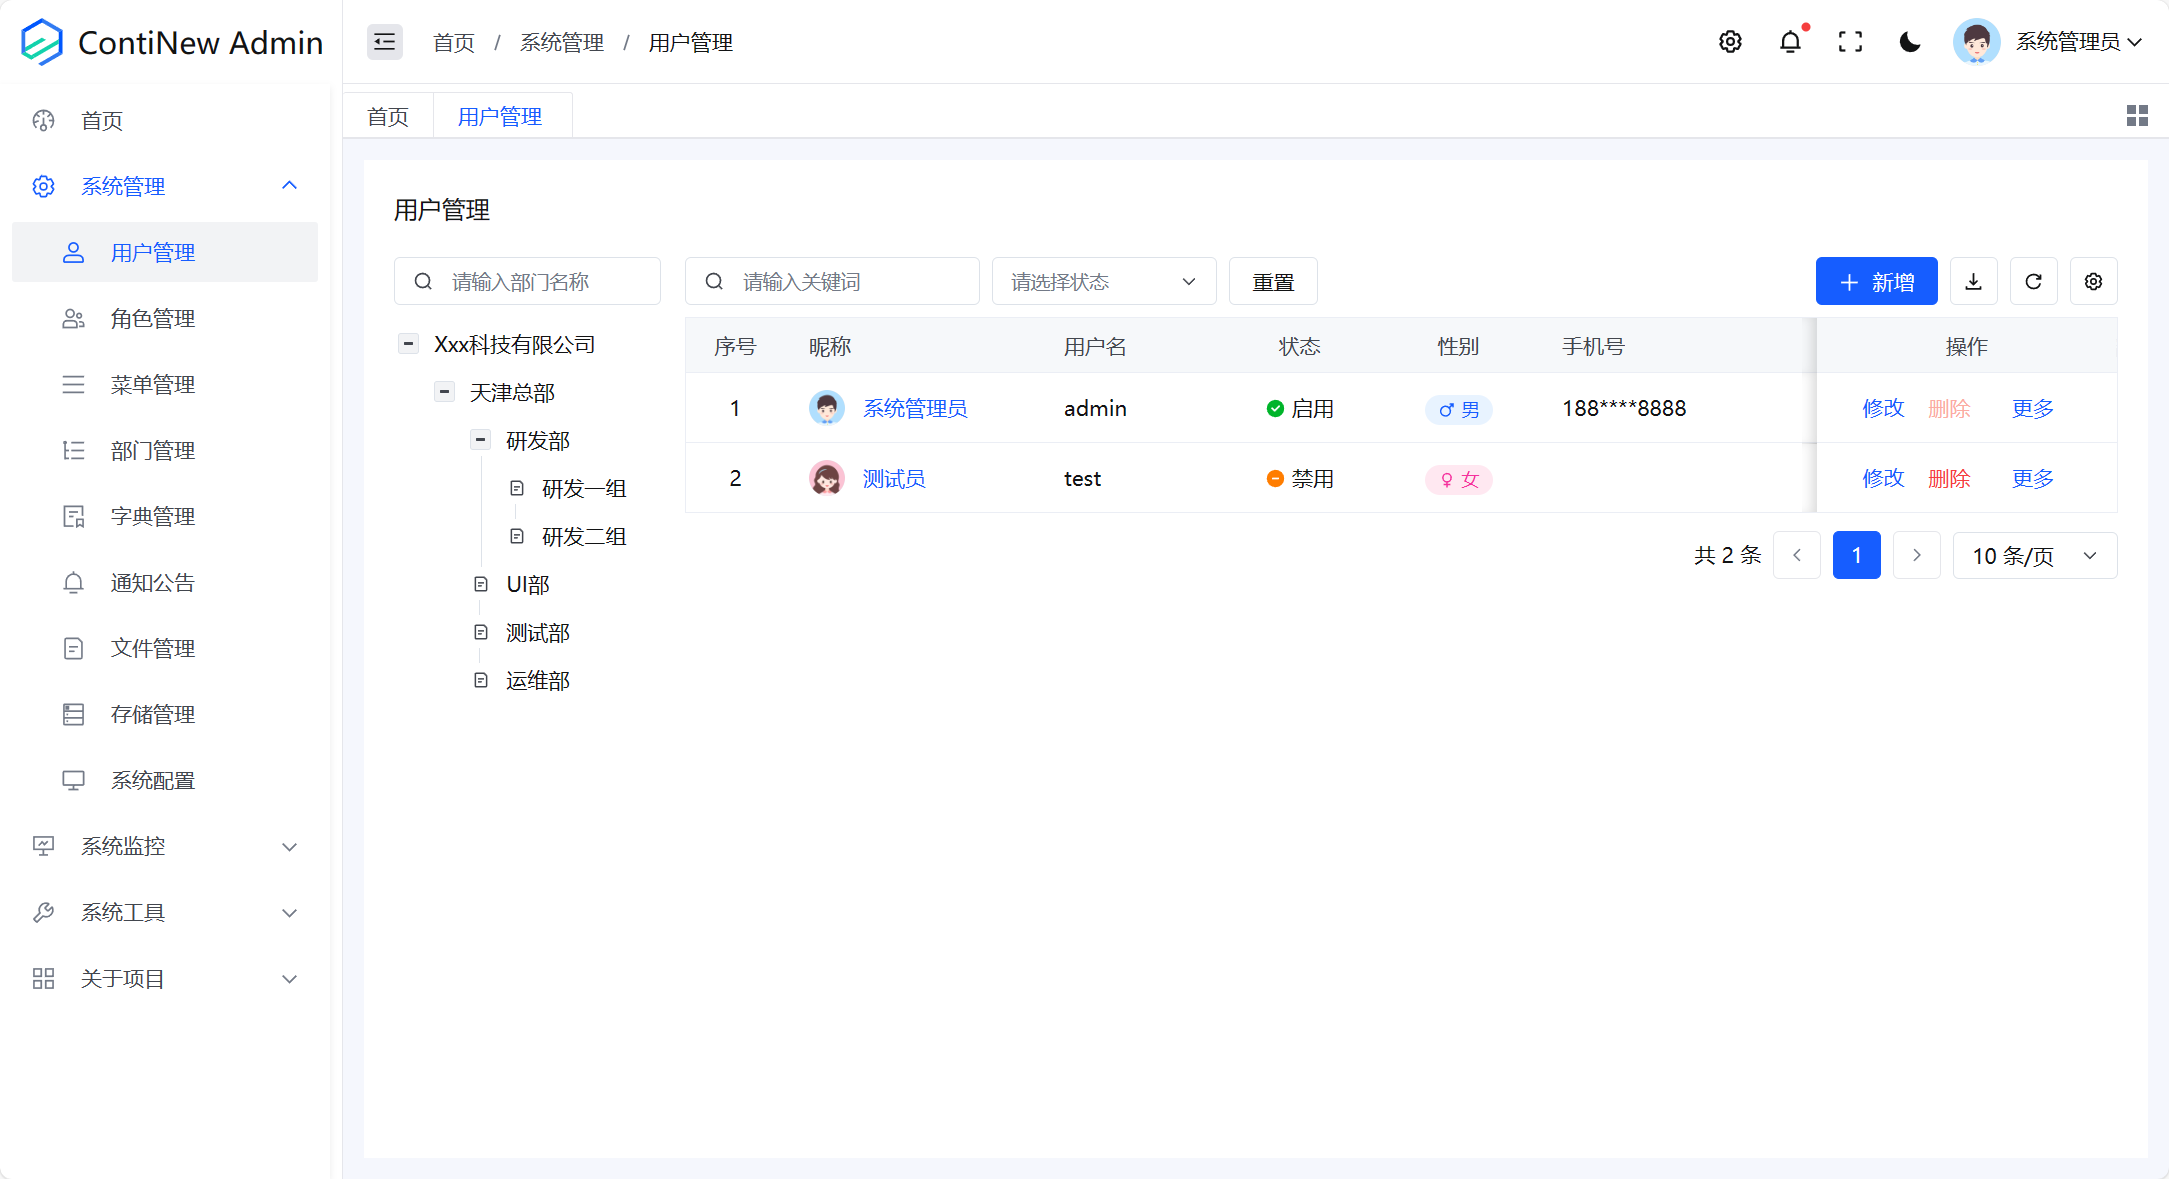 ContiNew Admin
首页 / 系统管理 / 用户管理
系统管理员
首页
用户管理
首页
系统管理
用户管理
角色管理
菜单管理
部门管理
字典管理
通知公告
文件管理
存储管理
系统配置
系统监控
系统工具
关于项目
用户管理
请输入部门名称
Xxx科技有限公司
天津总部
研发部
研发一组
研发二组
UI部
测试部
运维部
请输入关键词
请选择状态
重置
新增
序号 昵称 用户名 状态 性别 手机号 操作
1 系统管理员 admin 启用 男 188****8888 修改 删除 更多
2 测试员 test 禁用 女 修改 删除 更多
共 2 条 1 10 条/页